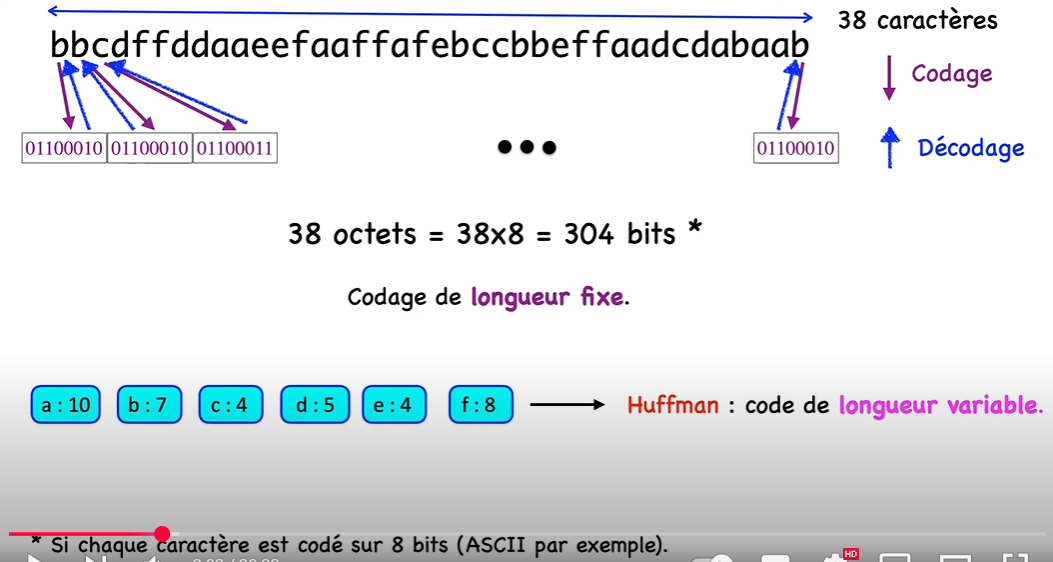 38 caractères
bbcdffddaaeefaaffafebccbbeffaadcdabaab
Codage
01100010 01100010 01100011 ••• 01100010
Décodage
38 octets = 38x8 = 304 bits *
Codage de longueur fixe.
a : 10 b : 7 c : 4 d : 5 e : 4 f : 8 Huffman : code de longueur variable.
* Si chaque caractère est codé sur 8 bits (ASCII par exemple).
HD